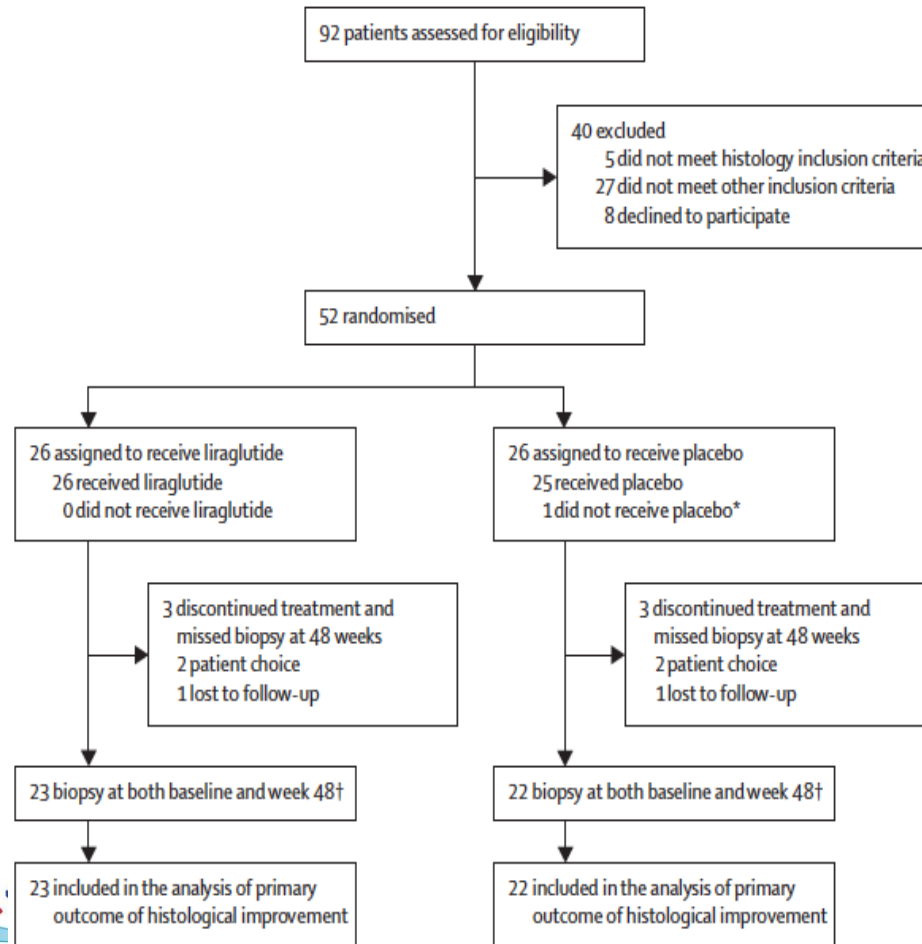 92 patients assessed for eligibility
40 excluded
5 did not meet histology inclusion criteria
27 did not meet other inclusion criteria
8 declined to participate
52 randomised
26 assigned to receive liraglutide
26 received liraglutide
0 did not receive liraglutide
26 assigned to receive placebo
25 received placebo
1 did not receive placebo*
3 discontinued treatment and
missed biopsy at 48 weeks
2 patient choice
1 lost to follow-up
3 discontinued treatment and
missed biopsy at 48 weeks
2 patient choice
1 lost to follow-up
23 biopsy at both baseline and week 48†
22 biopsy at both baseline and week 48†
23 included in the analysis of primary
outcome of histological improvement
22 included in the analysis of primary
outcome of histological improvement